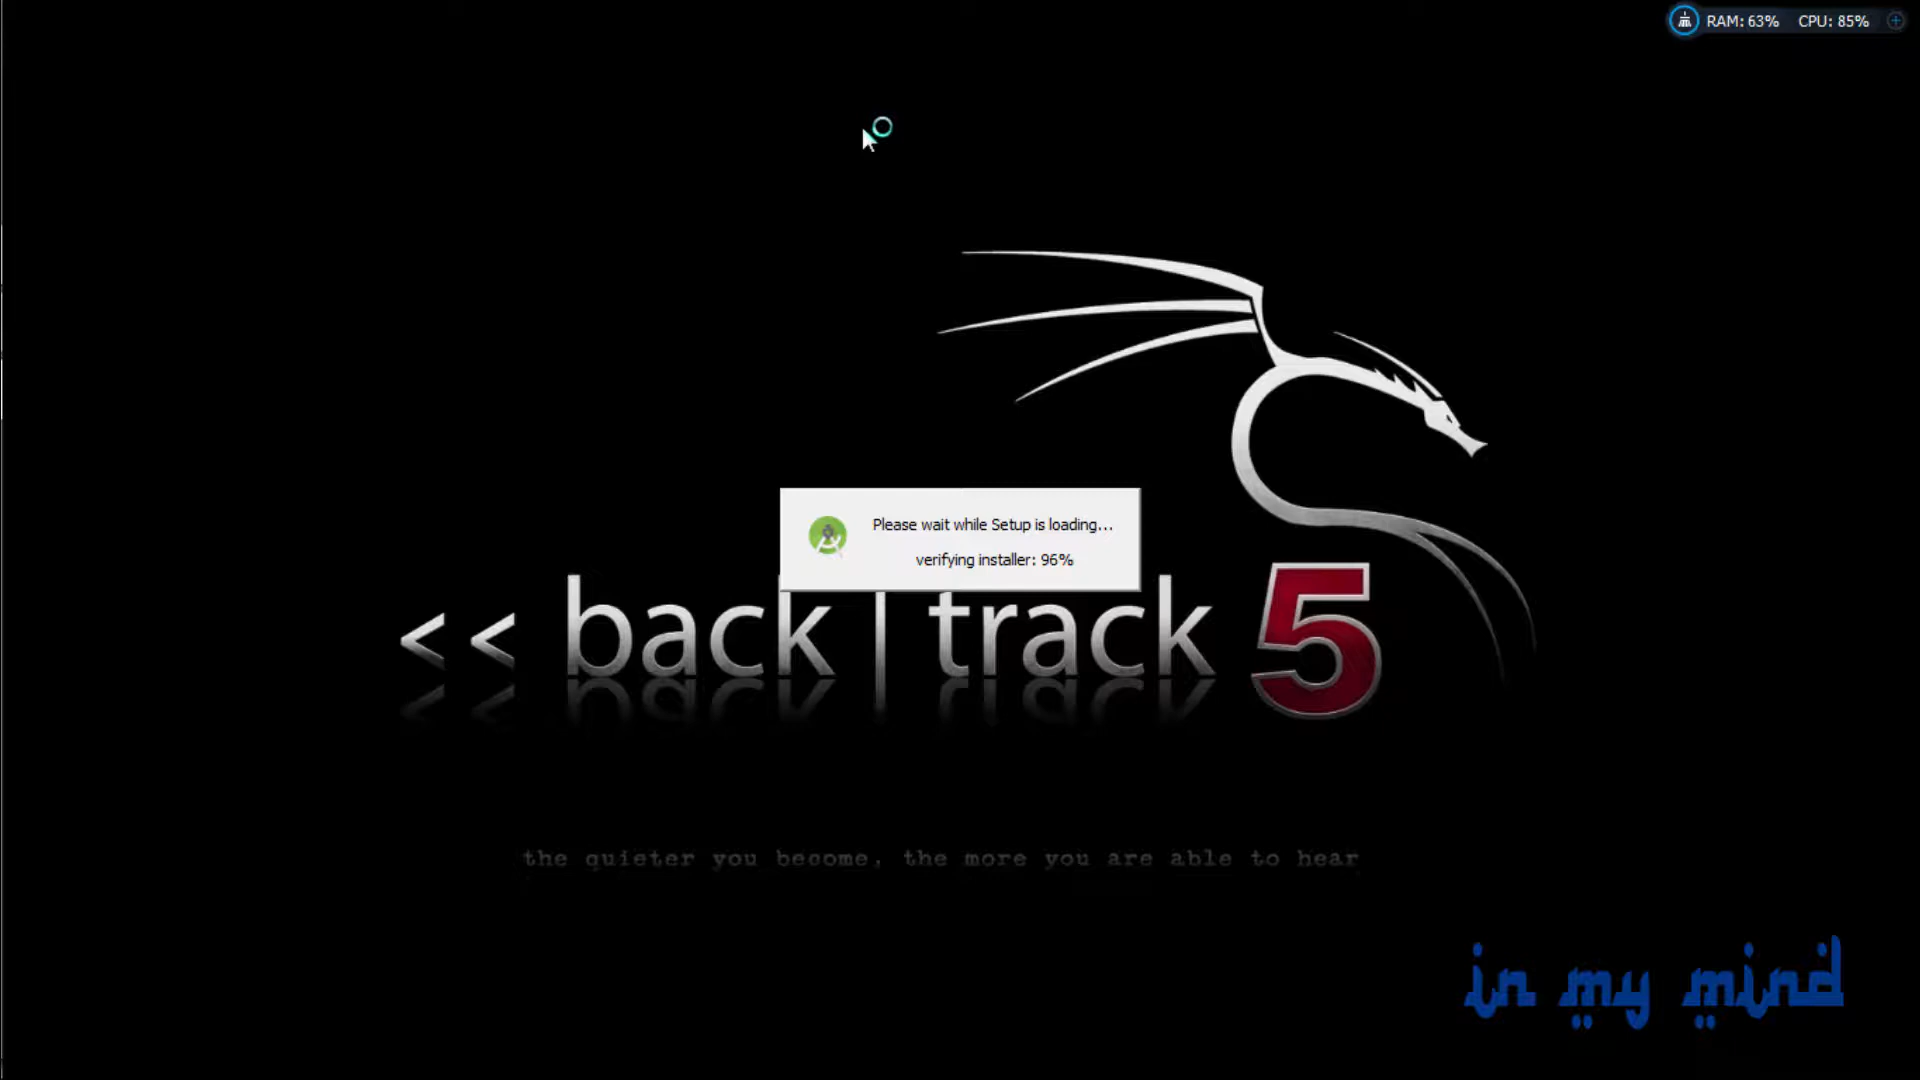 RAM: 63% CPU: 85%
Please wait while Setup is loading...
verifying installer: 96%
<< back | track 5
the quieter you become, the more you are able to hear
in my mind